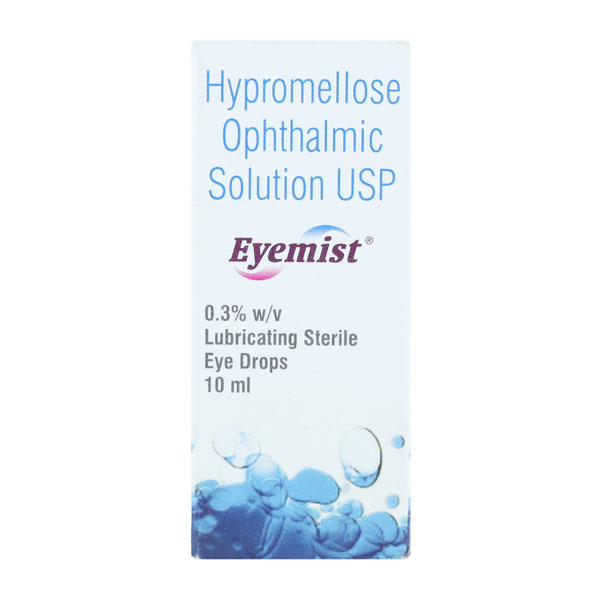 Hypromellose
Ophthalmic
Solution USP
Eyemist®
0.3% w/v
Lubricating Sterile
Eye Drops
10 ml